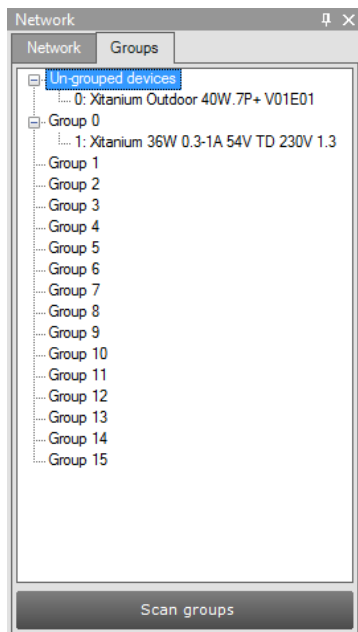 Network
Network Groups
Un-grouped devices
0: Xitanium Outdoor 40W.7P+ V01E01
Group 0
1: Xitanium 36W 0.3-1A 54V TD 230V 1.3
Group 1
Group 2
Group 3
Group 4
Group 5
Group 6
Group 7
Group 8
Group 9
Group 10
Group 11
Group 12
Group 13
Group 14
Group 15
Scan groups